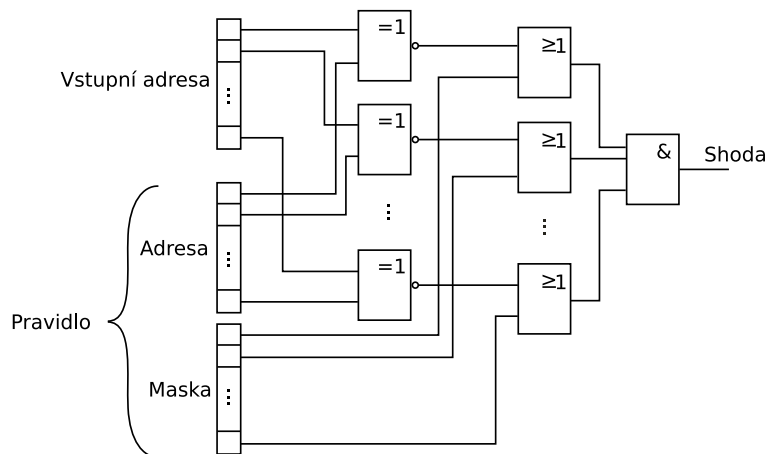 Vstupní adresa
=1
≥1
=1
≥1
&
Shoda
Adresa
=1
≥1
Pravidlo
Maska